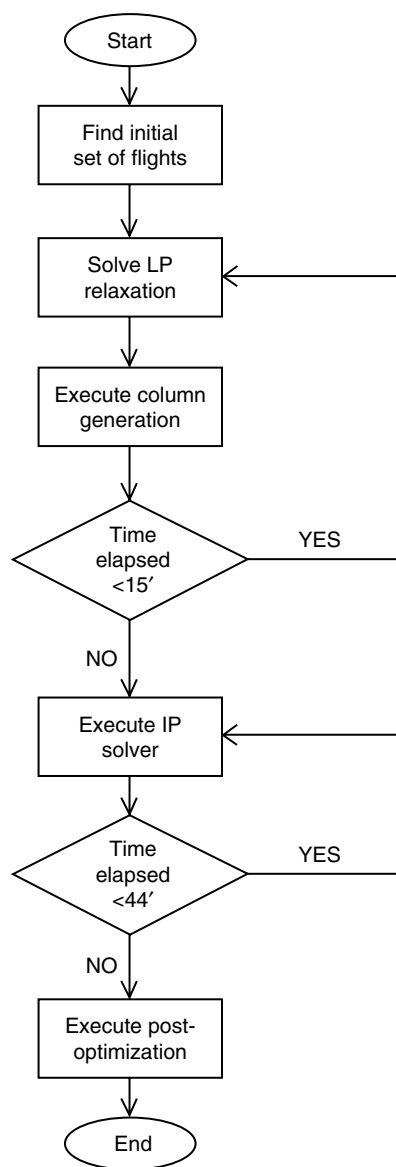 Start
Find initial
set of flights
Solve LP
relaxation
Execute column
generation
Time
elapsed
<15′
YES
NO
Execute IP
solver
Time
elapsed
<44′
YES
NO
Execute post-
optimization
End